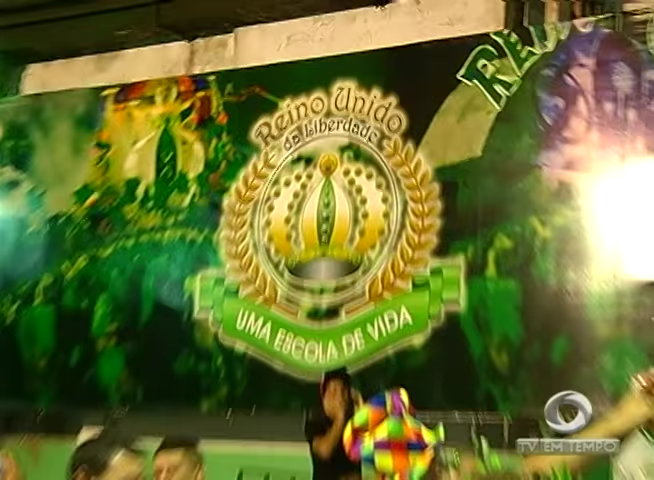 Reino Unido
da Liberdade
UMA ESCOLA DE VIDA
TV EM TEMPO